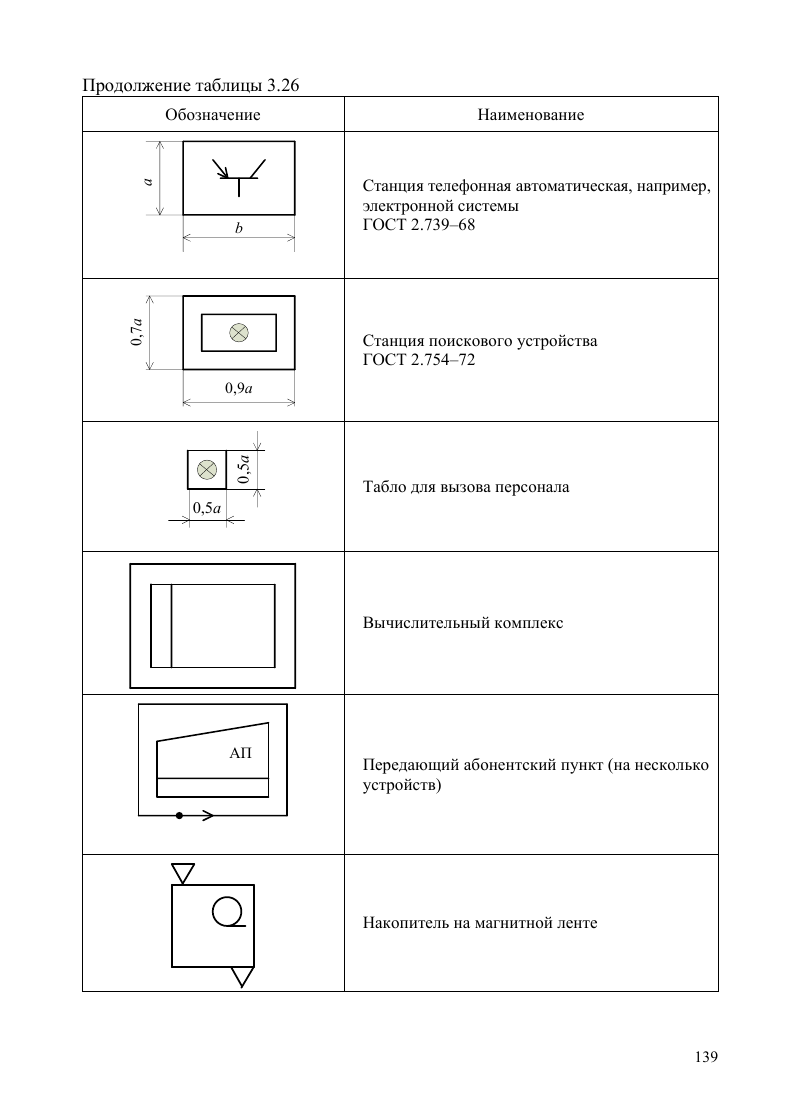 Продолжение таблицы 3.26
Обозначение
Наименование
a
b
Станция телефонная автоматическая, например,
электронной системы
ГОСТ 2.739–68
0,7a
0,9a
Станция поискового устройства
ГОСТ 2.754–72
0,5a
0,5a
Табло для вызова персонала
Вычислительный комплекс
АП
Передающий абонентский пункт (на несколько
устройств)
Накопитель на магнитной ленте
139